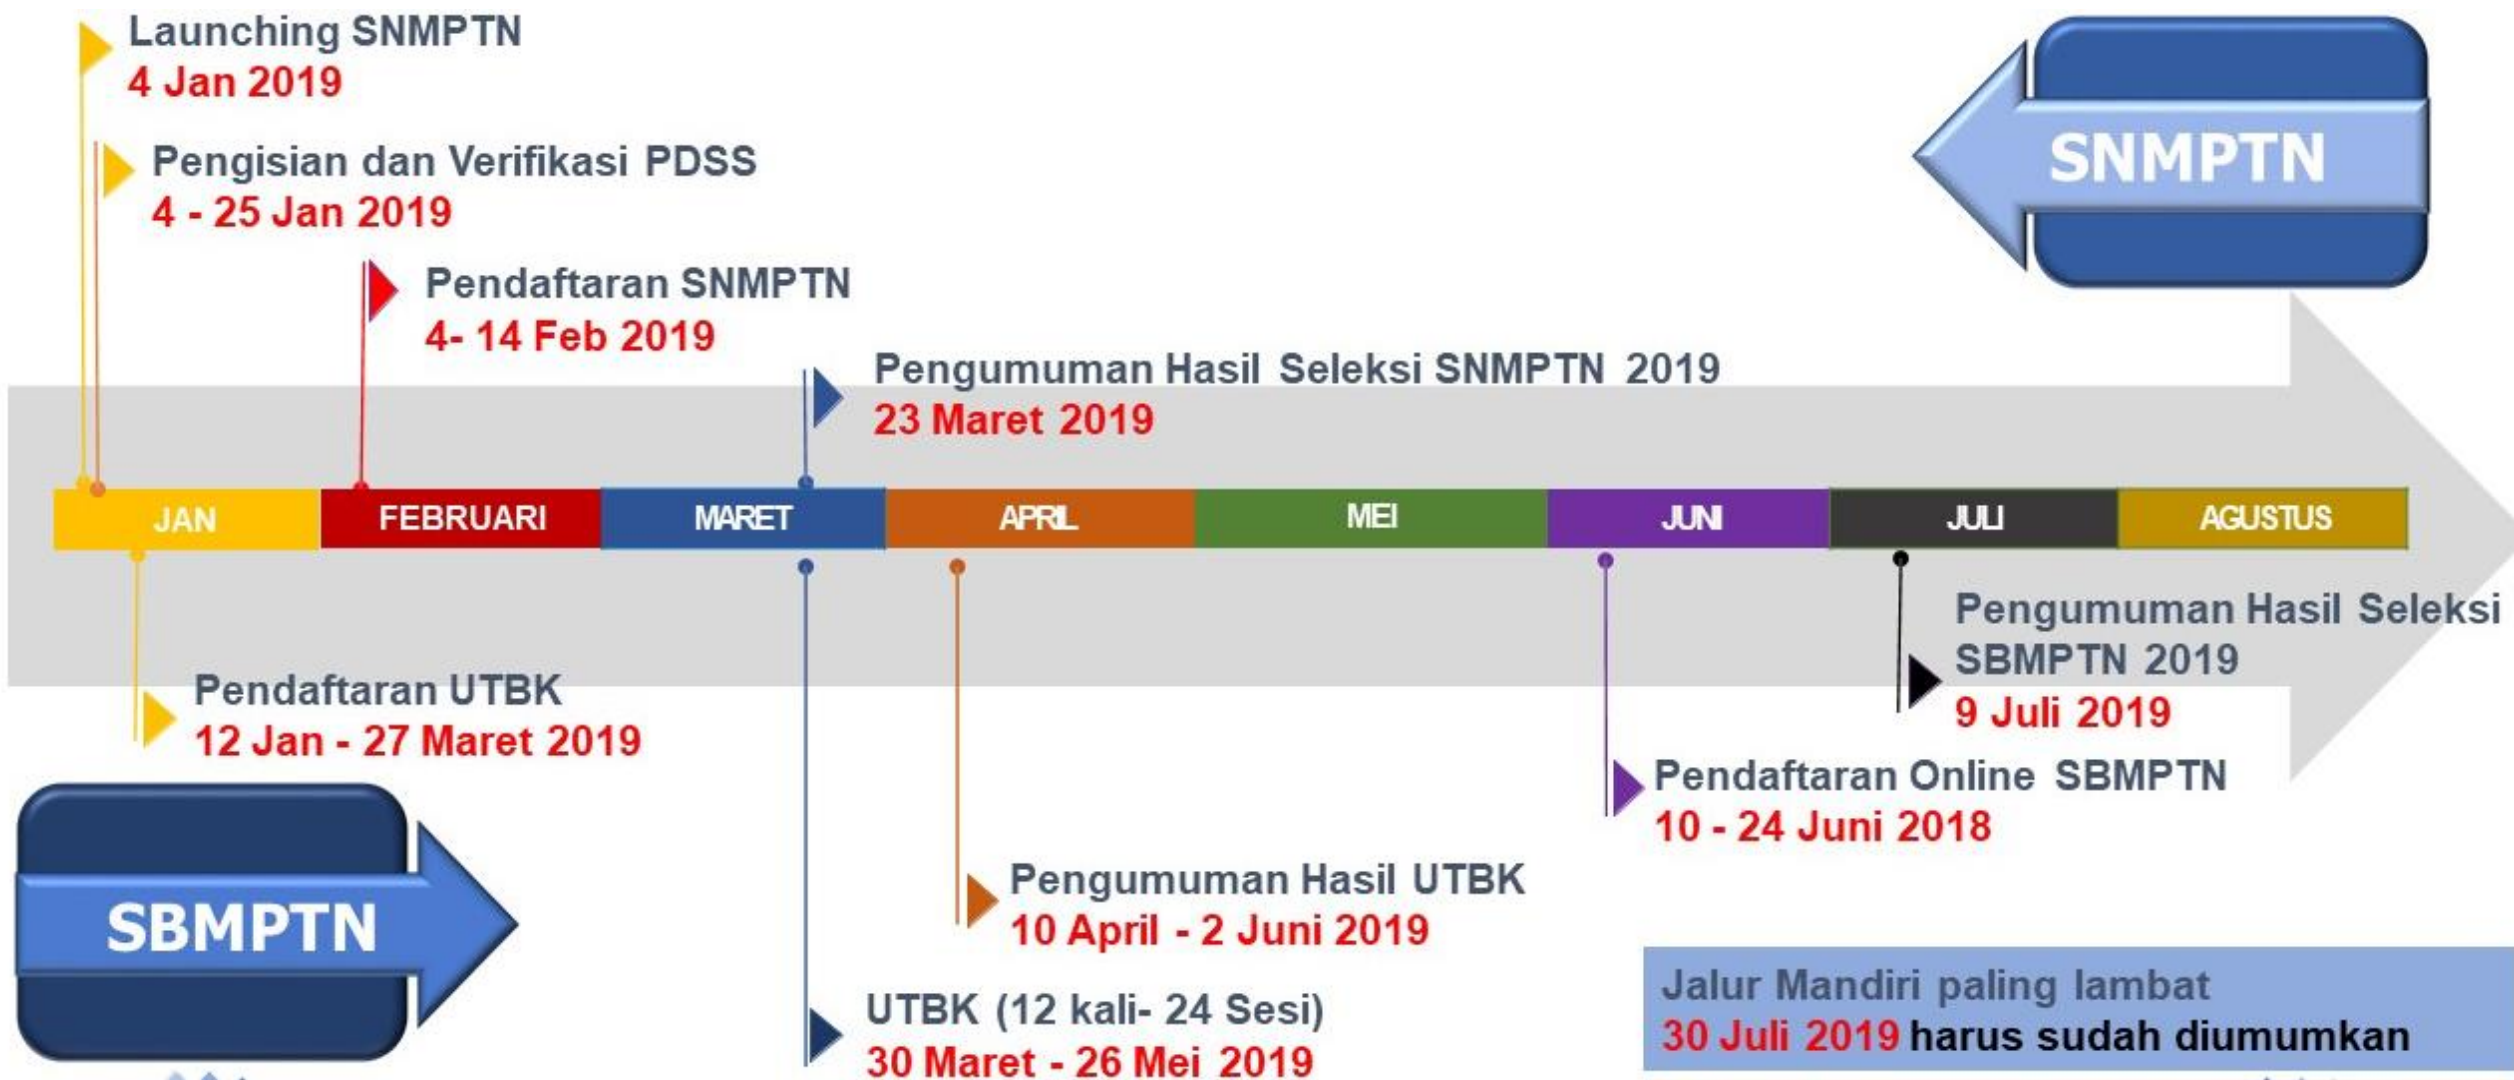 Launching SNMPTN
4 Jan 2019
Pengisian dan Verifikasi PDSS
4 - 25 Jan 2019
Pendaftaran SNMPTN
4- 14 Feb 2019
Pengumuman Hasil Seleksi SNMPTN 2019
23 Maret 2019
SNMPTN
JAN
FEBRUARI
MARET
APRIL
MEI
JUNI
JULI
AGUSTUS
Pendaftaran UTBK
12 Jan - 27 Maret 2019
SBMPTN
UTBK (12 kali- 24 Sesi)
30 Maret - 26 Mei 2019
Pengumuman Hasil UTBK
10 April - 2 Juni 2019
Pendaftaran Online SBMPTN
10 - 24 Juni 2018
Pengumuman Hasil Seleksi
SBMPTN 2019
9 Juli 2019
Jalur Mandiri paling lambat
30 Juli 2019 harus sudah diumumkan